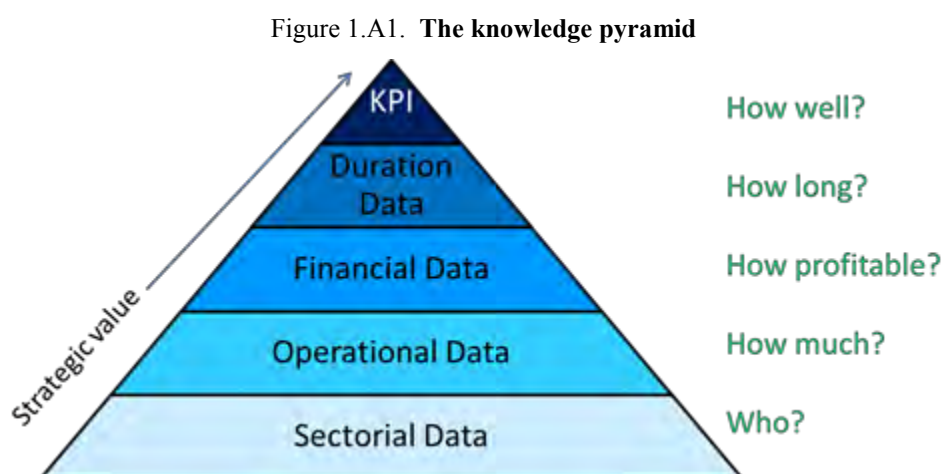 Figure 1.A1. The knowledge pyramid
KPI
How well?
Duration
Data
How long?
Financial Data
How profitable?
Operational Data
How much?
Sectorial Data
Who?
Strategic value